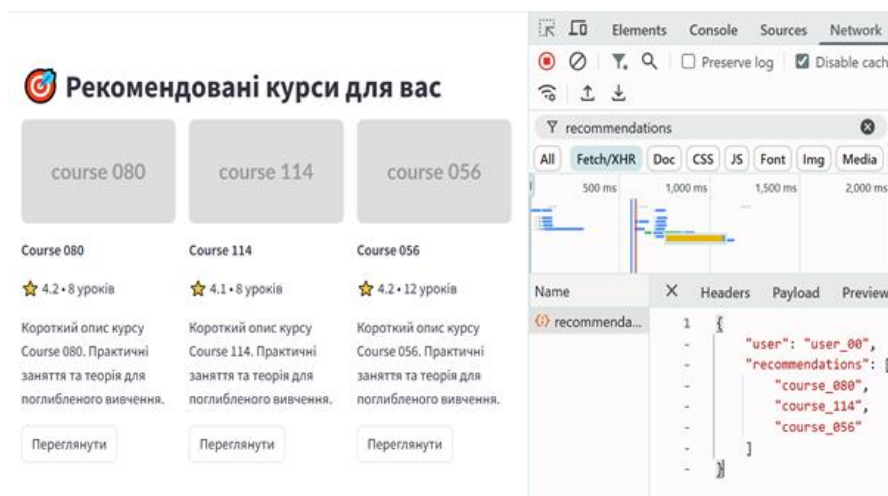 Рекомендовані курси для вас
course 080
course 114
course 056
Course 080
Course 114
Course 056
4.2 • 8 уроків
4.1 • 8 уроків
4.2 • 12 уроків
Короткий опис курсу
Course 080. Практичні
заняття та теорія для
поглибленого вивчення.
Короткий опис курсу
Course 114. Практичні
заняття та теорія для
поглибленого вивчення.
Короткий опис курсу
Course 056. Практичні
заняття та теорія для
поглибленого вивчення.
Переглянути
Переглянути
Переглянути
Elements Console Sources Network
Preserve log Disable cach
recommendations
All Fetch/XHR Doc CSS JS Font Img Media
500 ms 1,000 ms 1,500 ms 2,000 ms
Name
Headers Payload Preview
recommenda...
1 {
- "user": "user_00",
- "recommendations": [
- "course_080",
- "course_114",
- "course_056"
- ]
- }